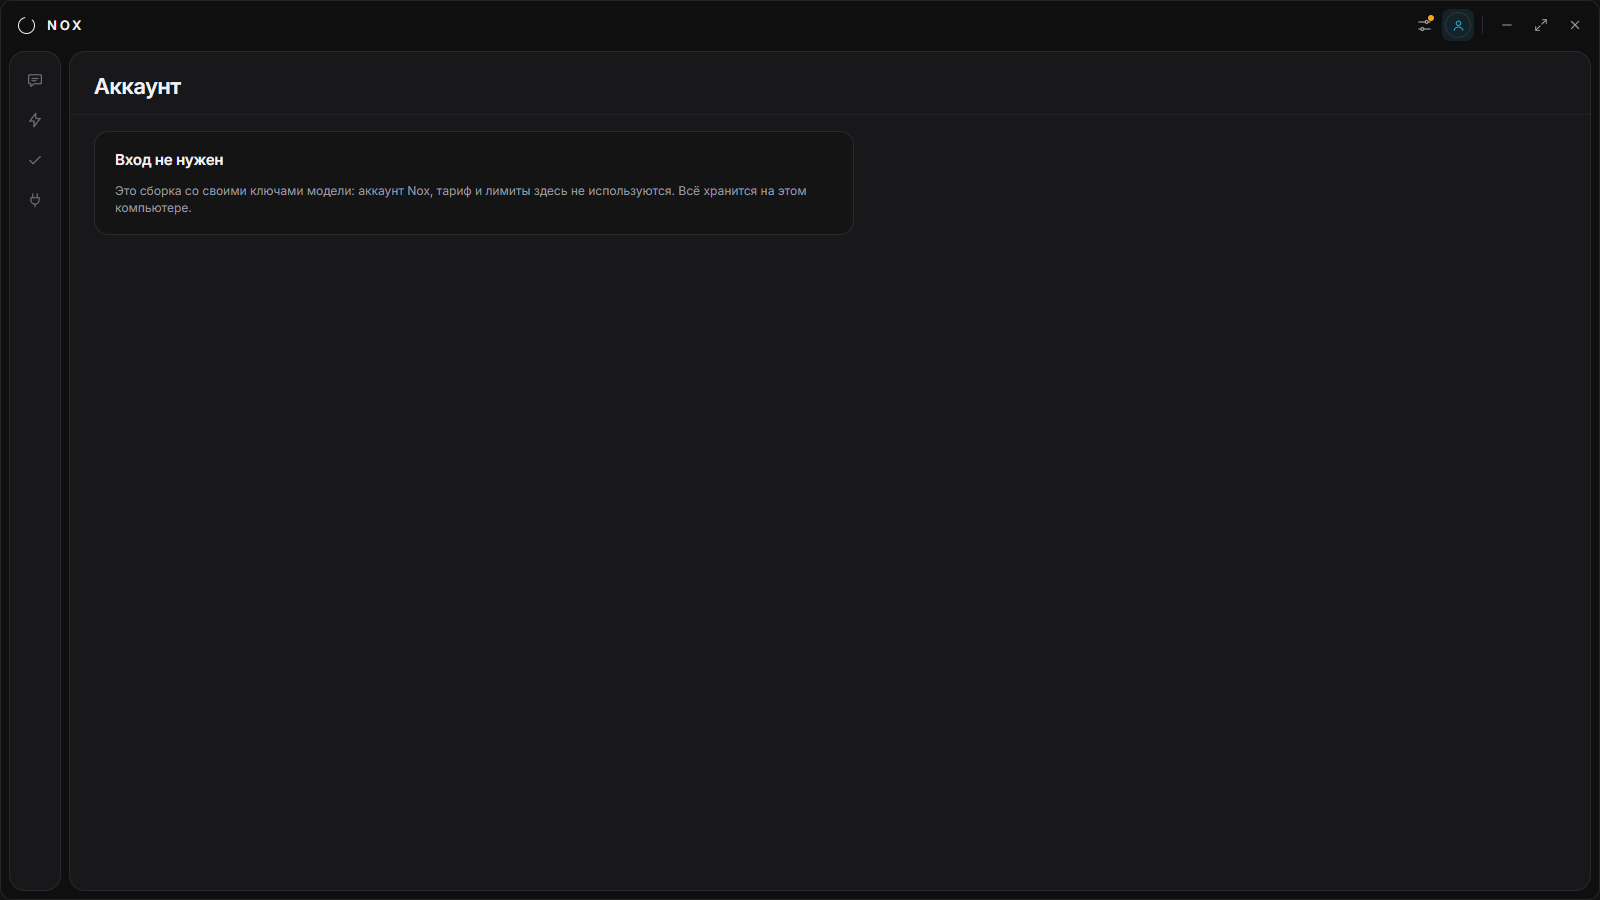 NOX
Аккаунт
Вход не нужен
Это сборка со своими ключами модели: аккаунт Nox, тариф и лимиты здесь не используются. Всё хранится на этом
компьютере.